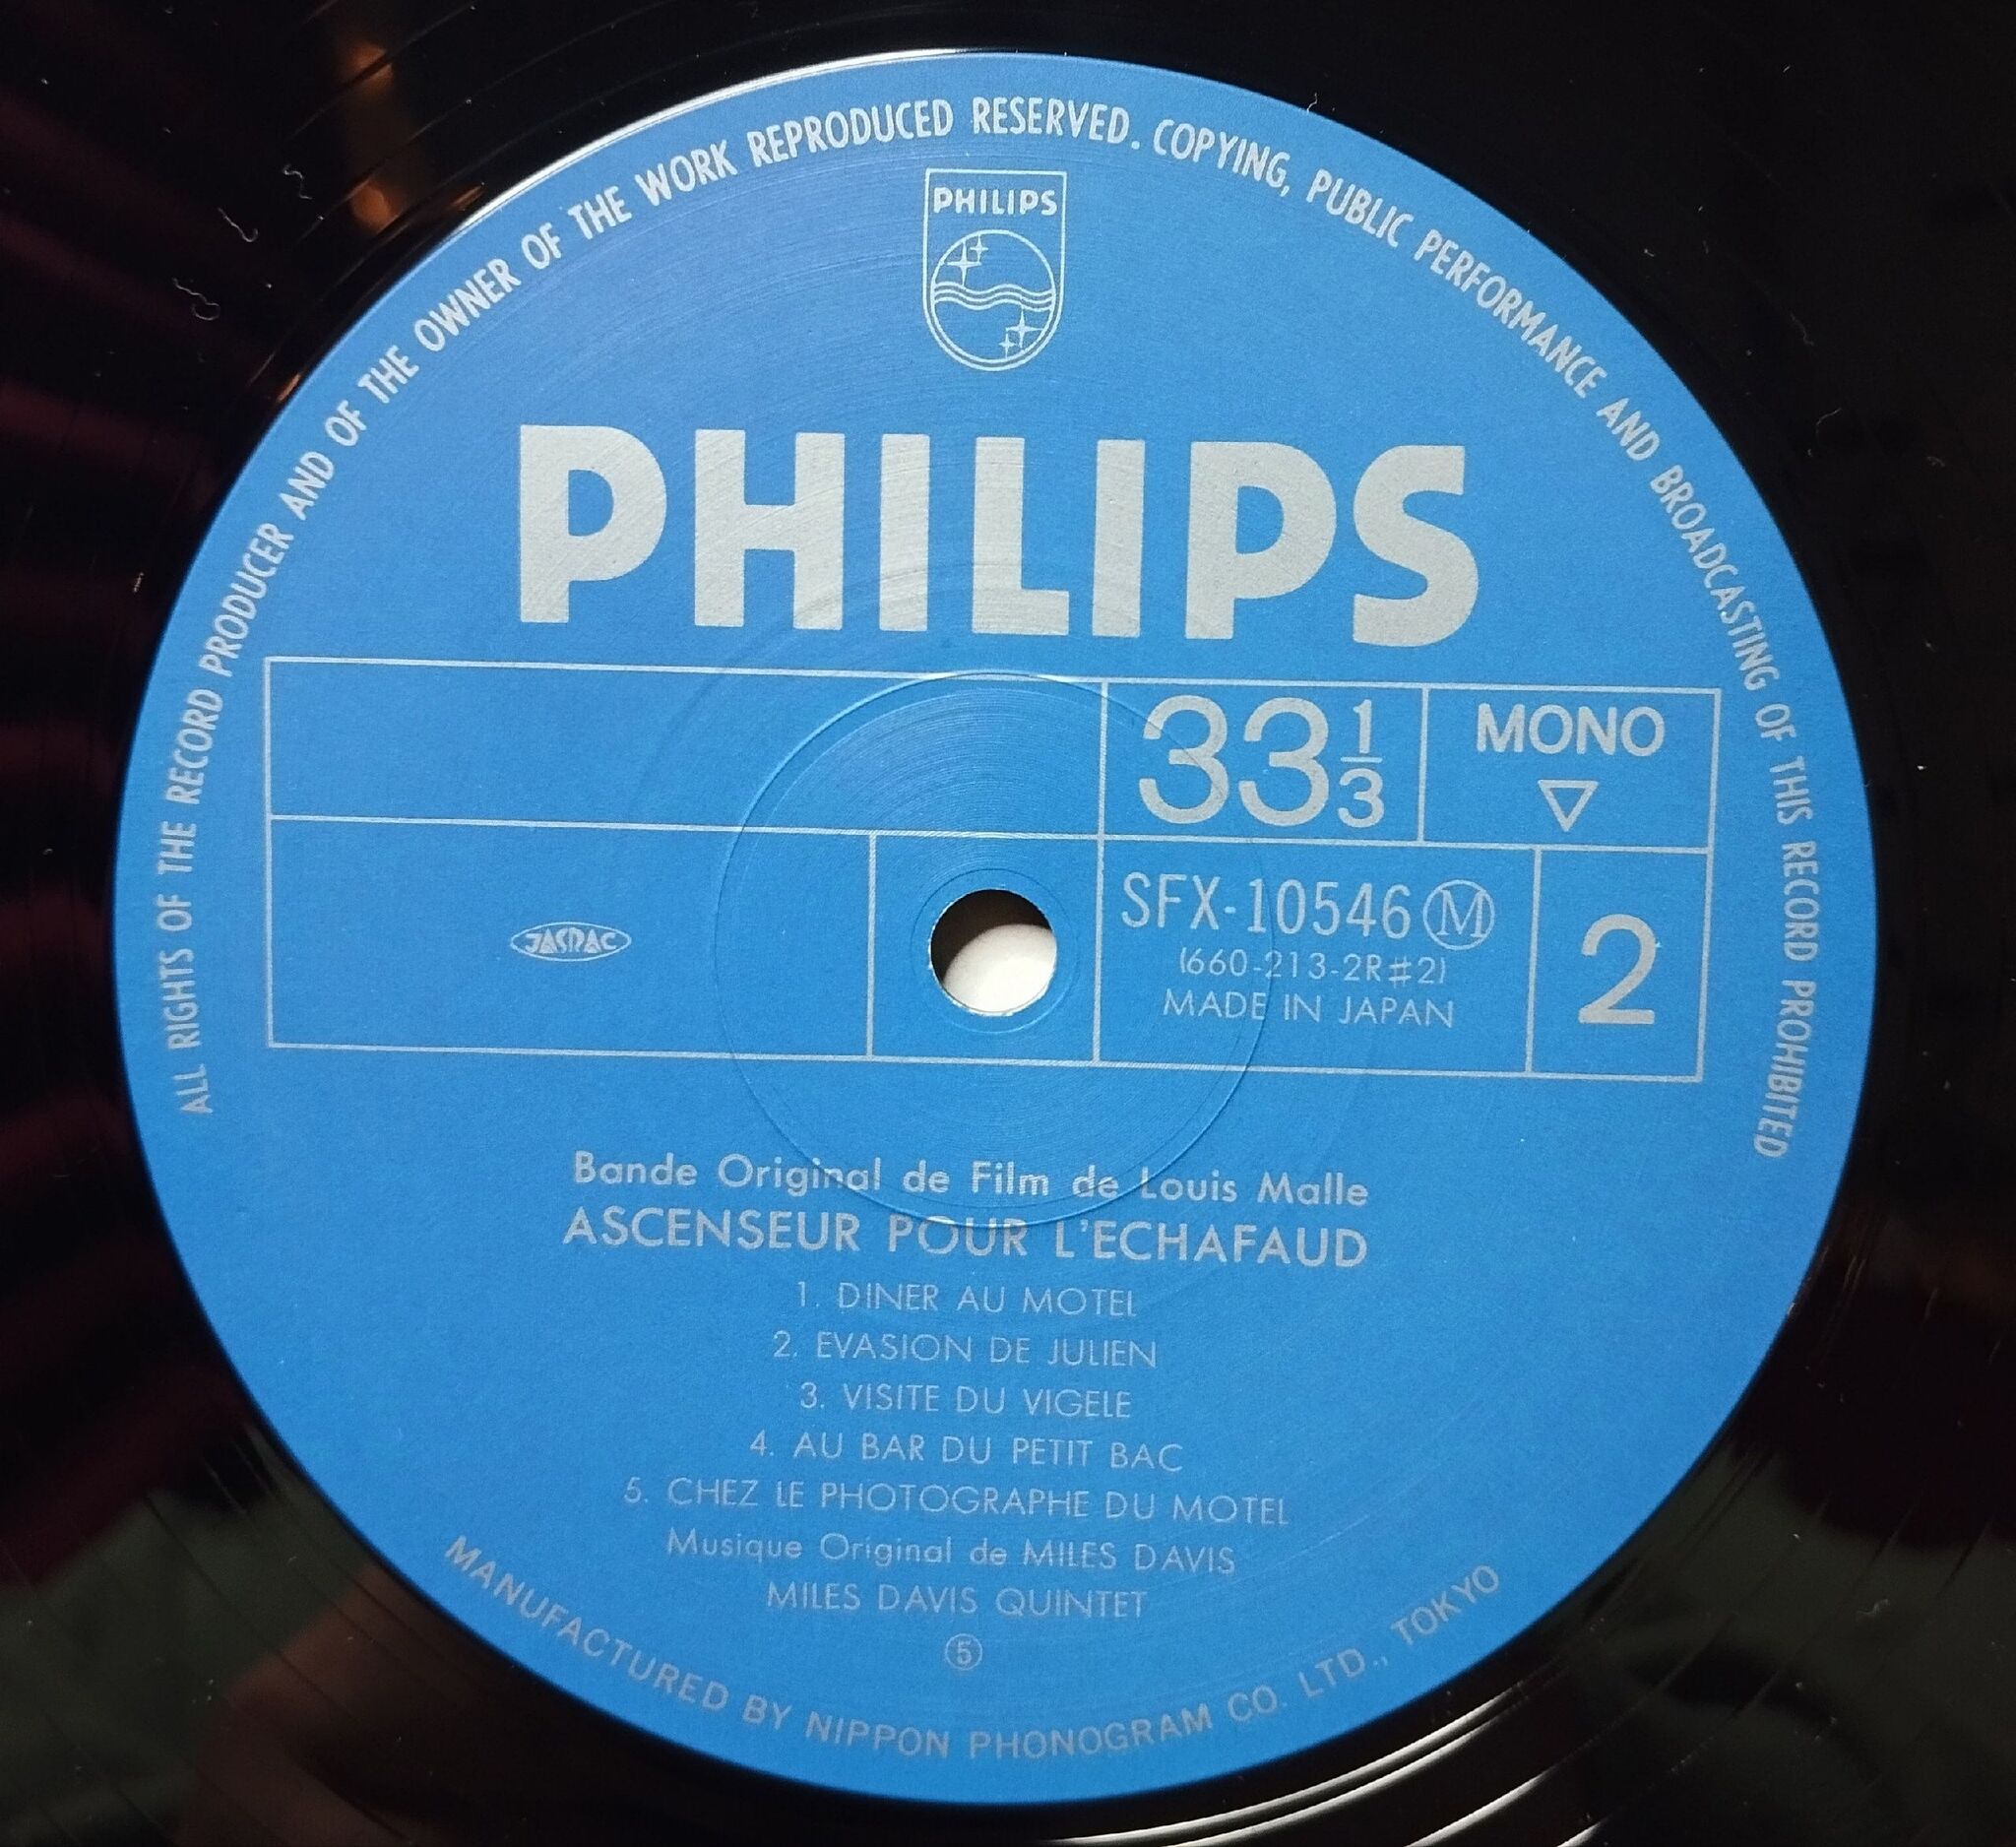 ALL RIGHTS OF THE RECORD PRODUCER AND OF THE OWNER OF THE WORK REPRODUCED RESERVED. COPYING, PUBLIC PERFORMANCE AND BROADCASTING OF THIS RECORD PROHIBITED
PHILIPS
PHILIPS
33 1/3
MONO
▽
JASRAC
SFX-10546 Ⓜ
(660-213-2R#2)
MADE IN JAPAN
2
Bande Original de Film de Louis Malle
ASCENSEUR POUR L'ECHAFAUD
1. DINER AU MOTEL
2. EVASION DE JULIEN
3. VISITE DU VIGELE
4. AU BAR DU PETIT BAC
5. CHEZ LE PHOTOGRAPHE DU MOTEL
Musique Original de MILES DAVIS
MILES DAVIS QUINTET
⑤
MANUFACTURED BY NIPPON PHONOGRAM CO. LTD., TOKYO